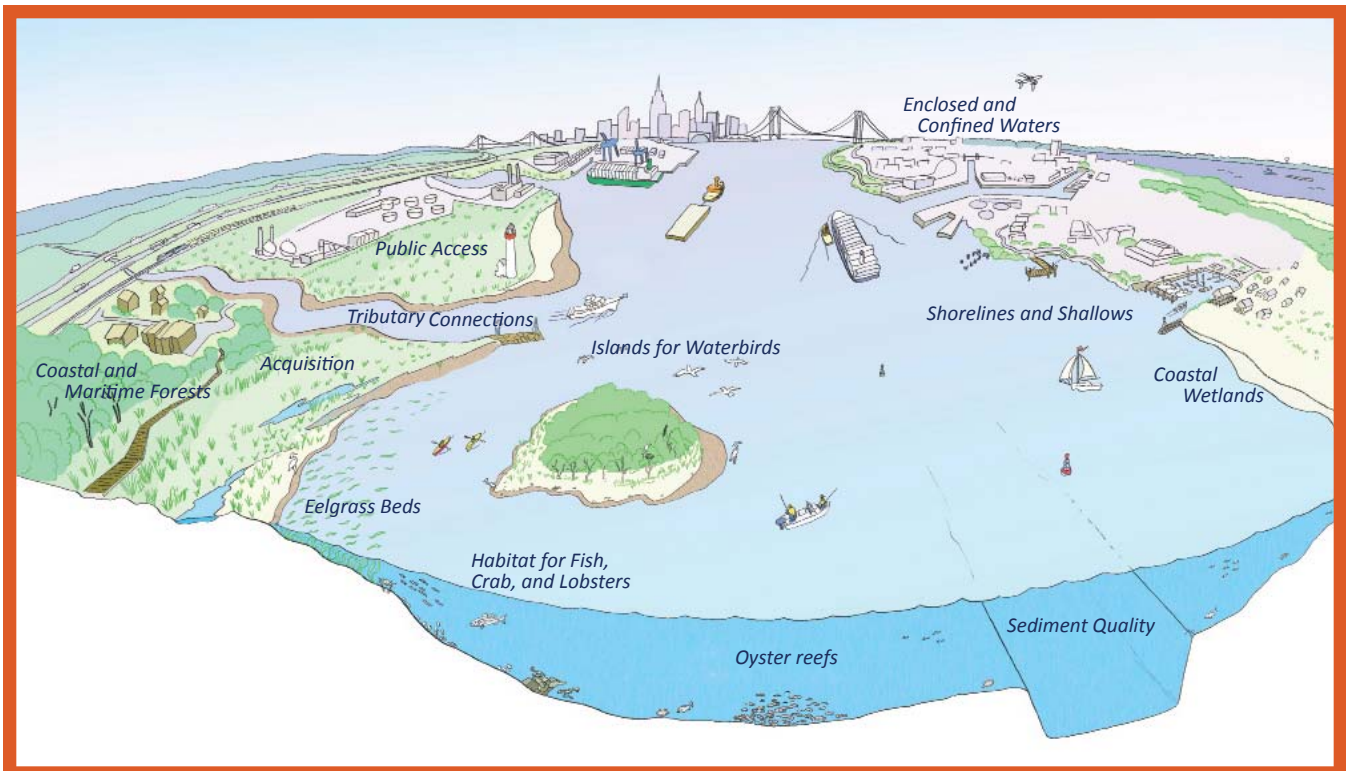 Enclosed and
Confined Waters
Public Access
Tributary Connections
Shorelines and Shallows
Islands for Waterbirds
Acquisition
Coastal and
Maritime Forests
Coastal
Wetlands
Eelgrass Beds
Habitat for Fish,
Crab, and Lobsters
Sediment Quality
Oyster reefs